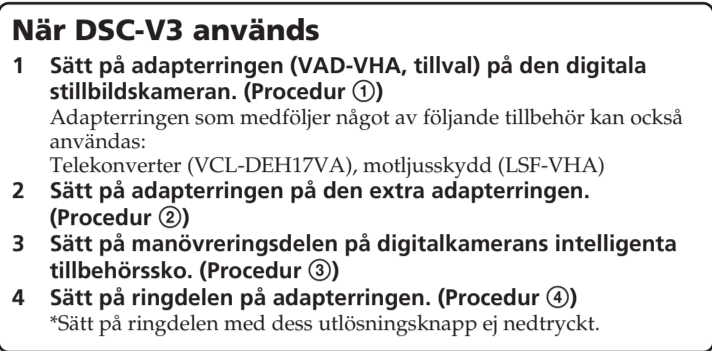 När DSC-V3 används
1 Sätt på adapterringen (VAD-VHA, tillval) på den digitala
stillbildskameran. (Procedur ①)
Adapterringen som medföljer något av följande tillbehör kan också
användas:
Telekonverter (VCL-DEH17VA), motljusskydd (LSF-VHA)
2 Sätt på adapterringen på den extra adapterringen.
(Procedur ②)
3 Sätt på manövreringsdelen på digitalkamerans intelligenta
tillbehörssko. (Procedur ③)
4 Sätt på ringdelen på adapterringen. (Procedur ④)
*Sätt på ringdelen med dess utlösningsknapp ej nedtryckt.